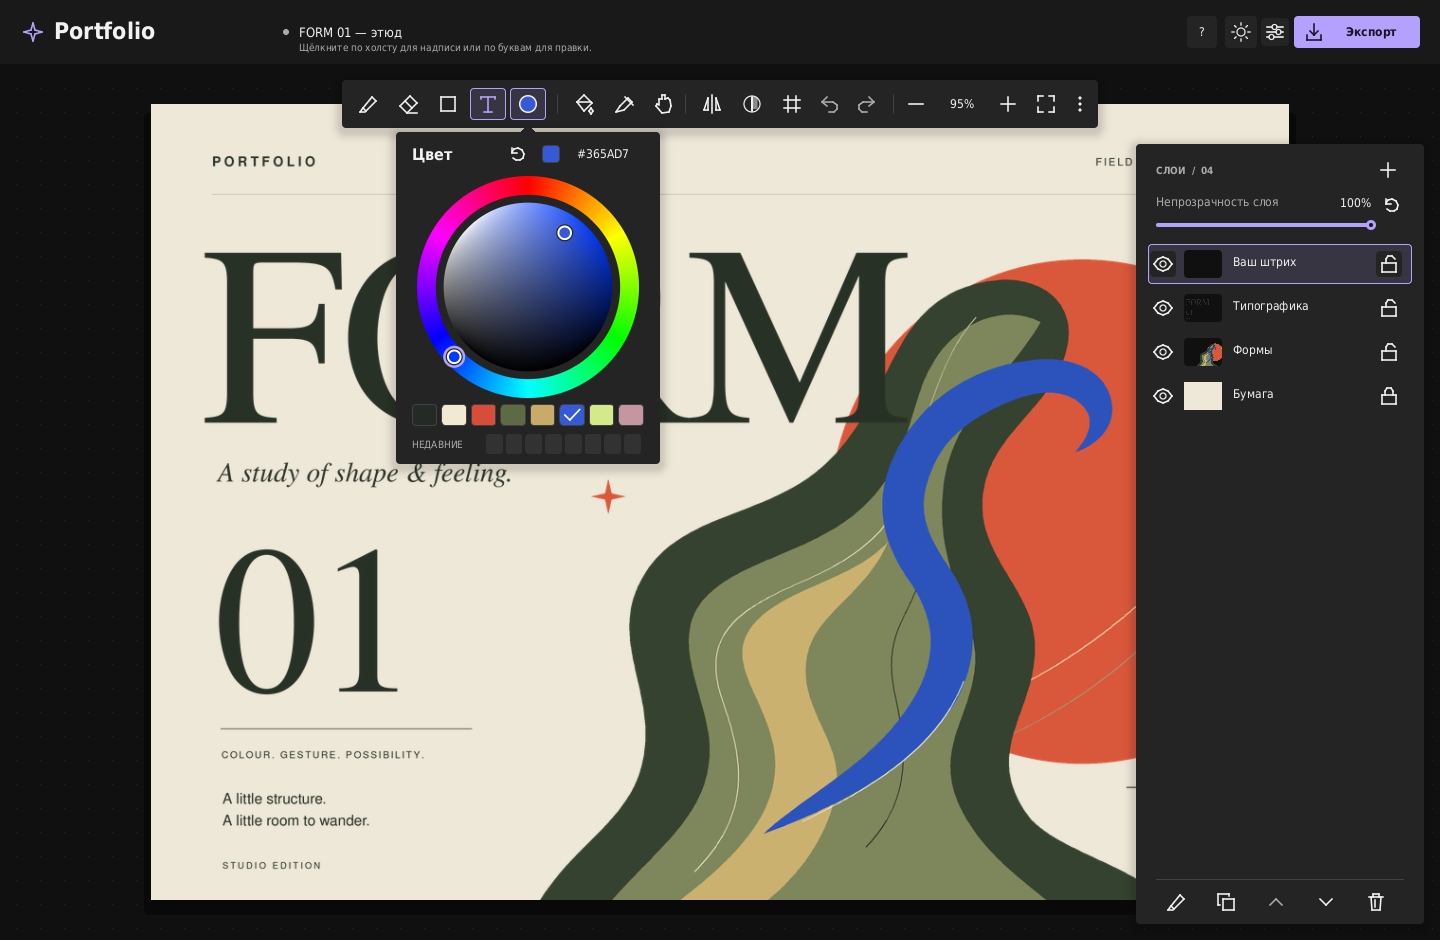 Portfolio
FORM 01 — этюд
Щёлкните по холсту для надписи или по буквам для правки.
?
Экспорт
95%
Цвет
#365AD7
НЕДАВНИЕ
PORTFOLIO
FIELD
A study of shape & feeling.
01
COLOUR. GESTURE. POSSIBILITY.
A little structure.
A little room to wander.
STUDIO EDITION
СЛОИ / 04
Непрозрачность слоя
100%
Ваш штрих
Типографика
Формы
Бумага